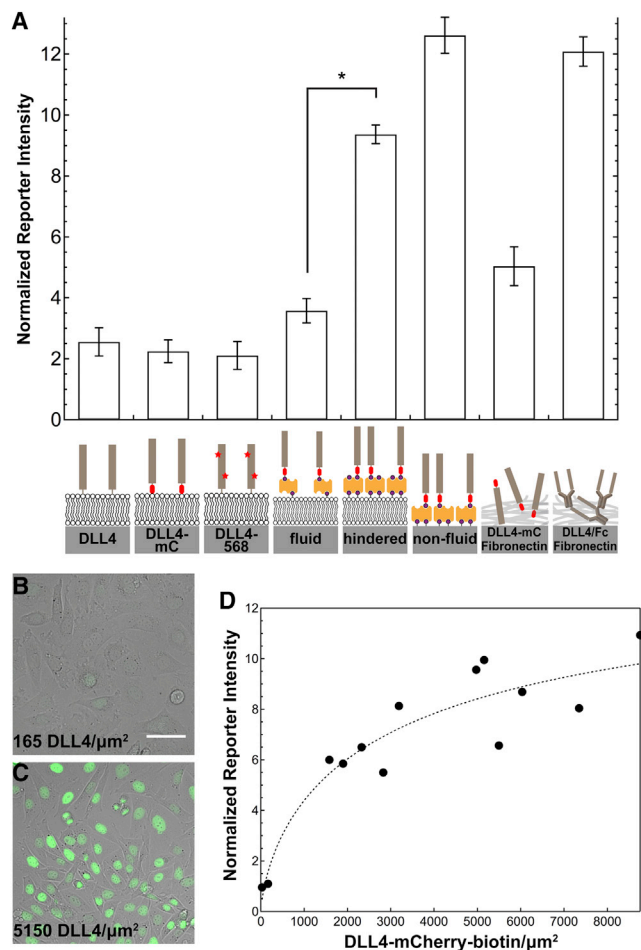 A
Normalized Reporter Intensity
12
10
8
6
4
2
0
*
DLL4
DLL4-
mC
DLL4-
568
fluid
hindered
non-fluid
DLL4-mC
Fibronectin
DLL4/Fc
Fibronectin
B
165 DLL4/µm²
C
5150 DLL4/µm²
D
Normalized Reporter Intensity
12
10
8
6
4
2
0
0
1000
2000
3000
4000
5000
6000
7000
8000
DLL4-mCherry-biotin/µm²